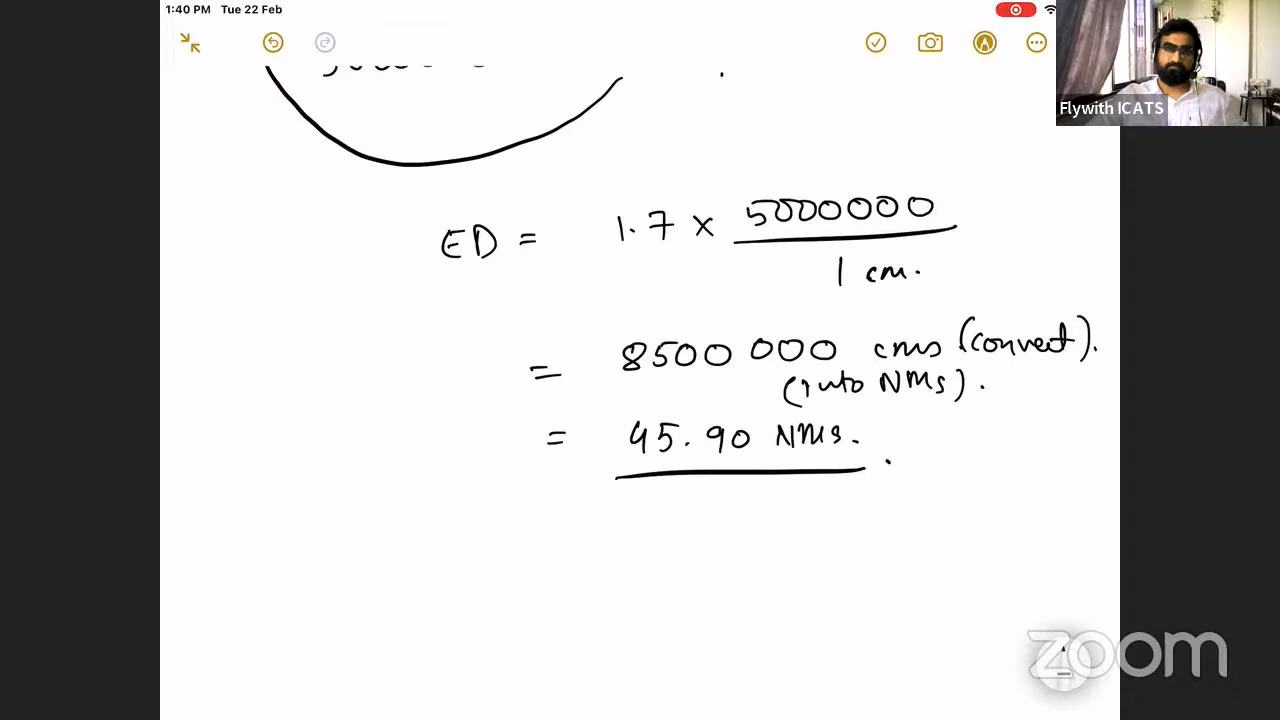 1:40 PM Tue 22 Feb
Flywith ICATS
ED = 1.7 x 5000000
1 cm.
= 8500 000 cms (convert).
(into NMs).
= 45.90 NMs.
zoom